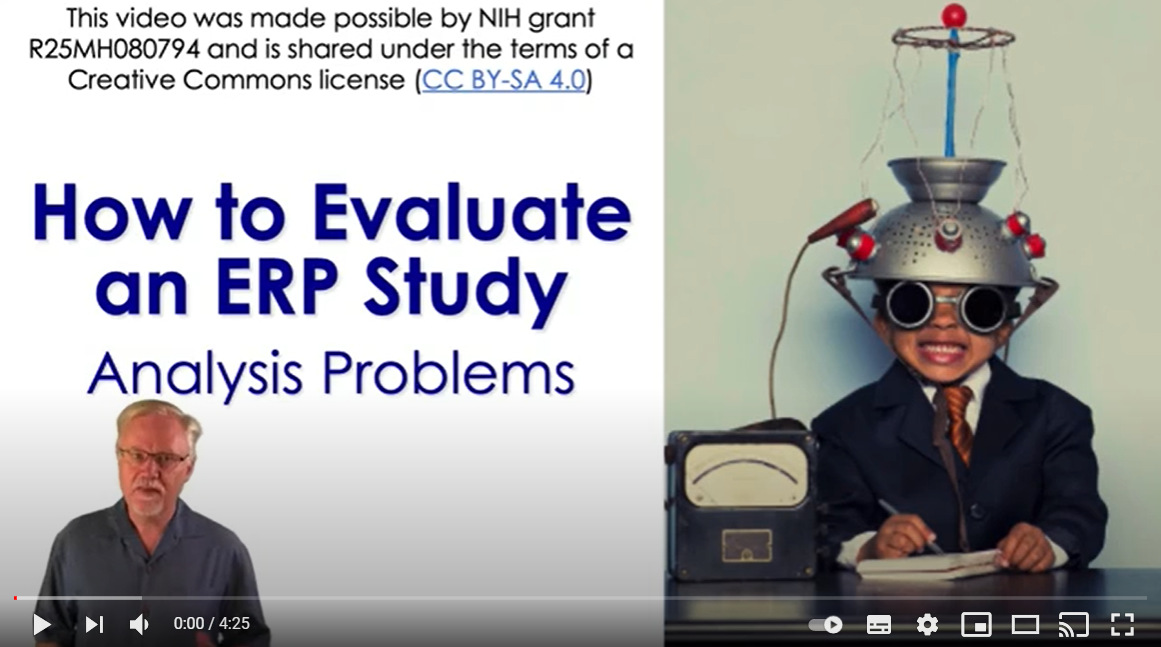 This video was made possible by NIH grant
R25MH080794 and is shared under the terms of a
Creative Commons license (CC BY-SA 4.0)
How to Evaluate
an ERP Study
Analysis Problems
0:00 / 4:25